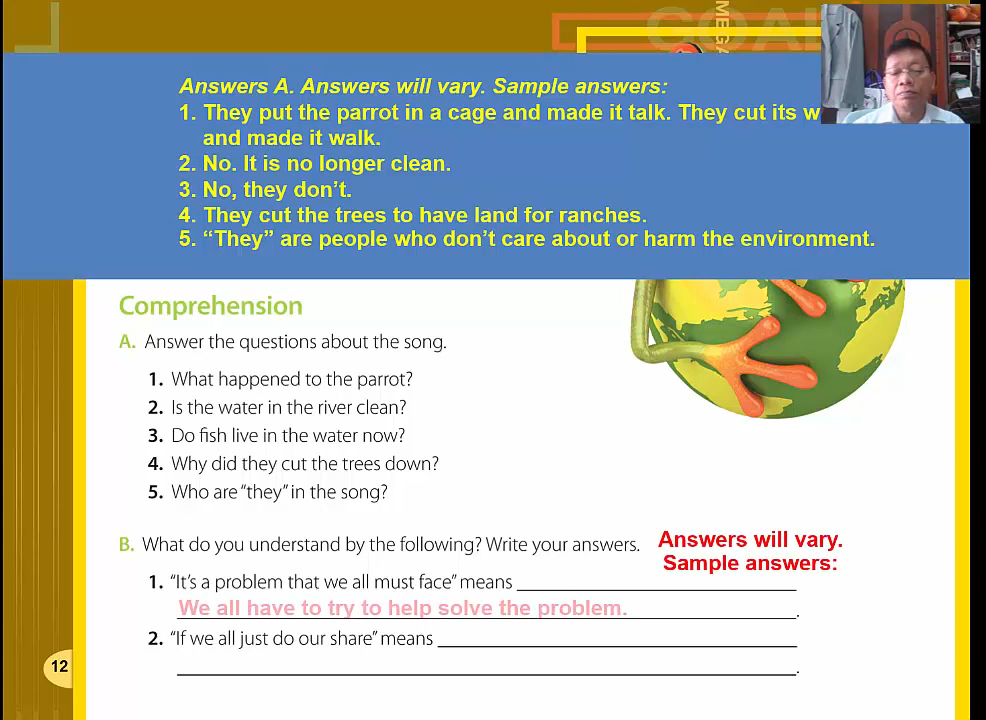 MEGA
Answers A. Answers will vary. Sample answers:
1. They put the parrot in a cage and made it talk. They cut its
and made it walk.
2. No. It is no longer clean.
3. No, they don't.
4. They cut the trees to have land for ranches.
5. “They” are people who don't care about or harm the environment.
Comprehension
A. Answer the questions about the song.
1. What happened to the parrot?
2. Is the water in the river clean?
3. Do fish live in the water now?
4. Why did they cut the trees down?
5. Who are “they” in the song?
B. What do you understand by the following? Write your answers.
Answers will vary.
Sample answers:
1. “It's a problem that we all must face” means
We all have to try to help solve the problem.
2. “If we all just do our share” means
12